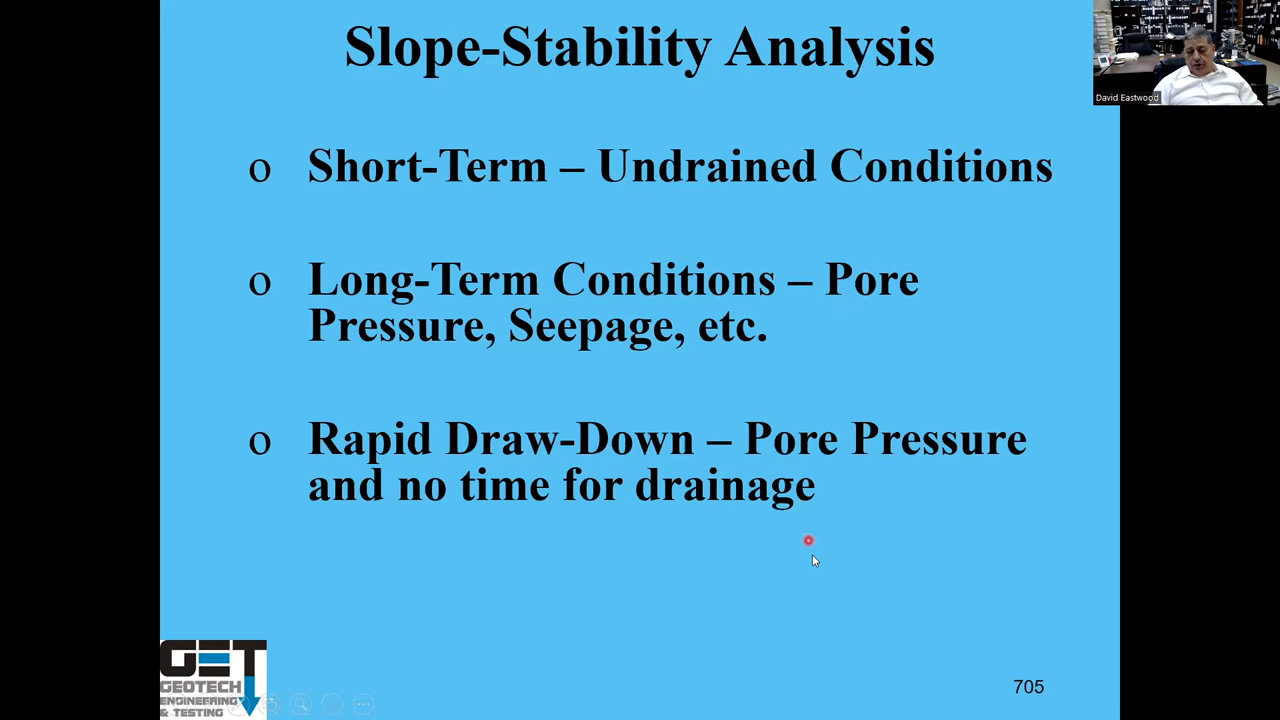 Slope-Stability Analysis
David Eastwood
o Short-Term – Undrained Conditions
o Long-Term Conditions – Pore
Pressure, Seepage, etc.
o Rapid Draw-Down – Pore Pressure
and no time for drainage
GET
GEOTECH
ENGINEERING
& TESTING
705